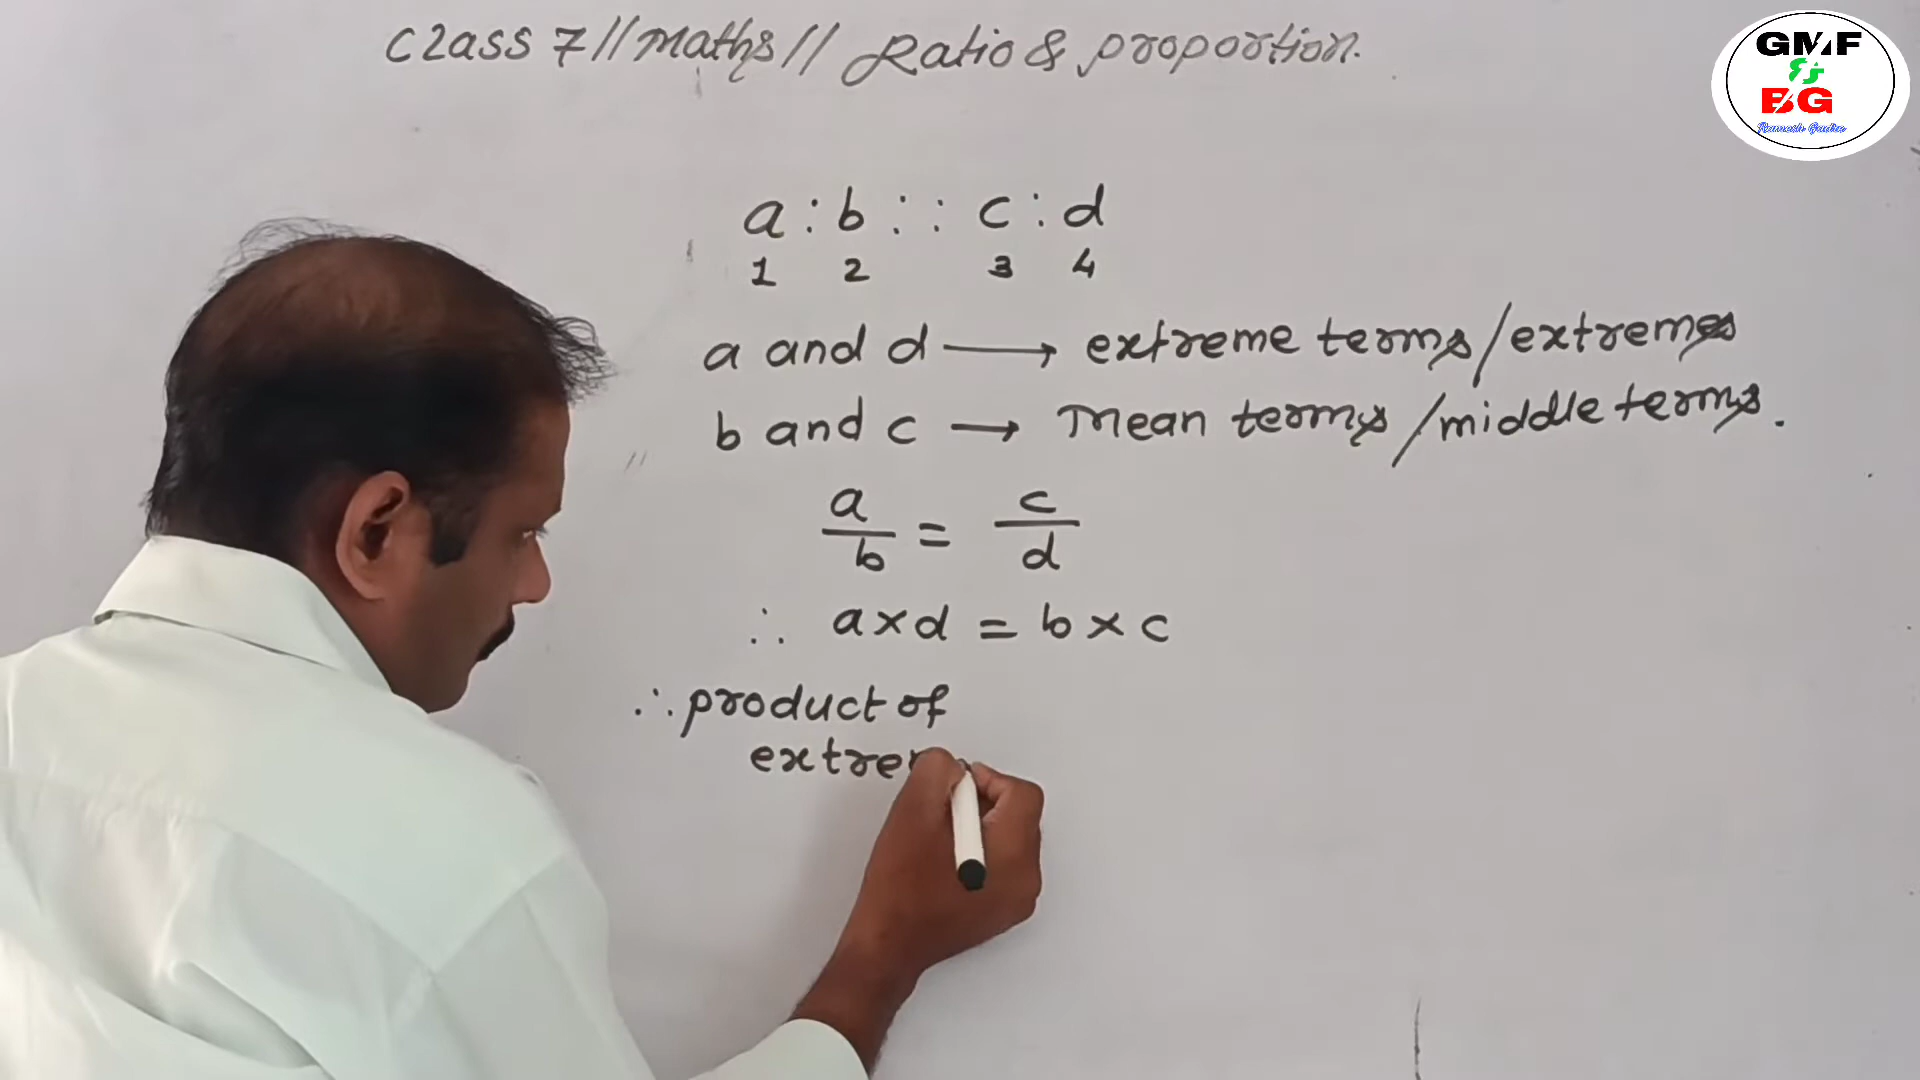 Class 7 // Maths // Ratio & proportion.
GMF
BG
a : b : : c : d
1 2 3 4
a and d → extreme terms / extremes
b and c → Mean terms / middle terms.
a/b = c/d
∴ a × d = b × c
∴ product of
extre